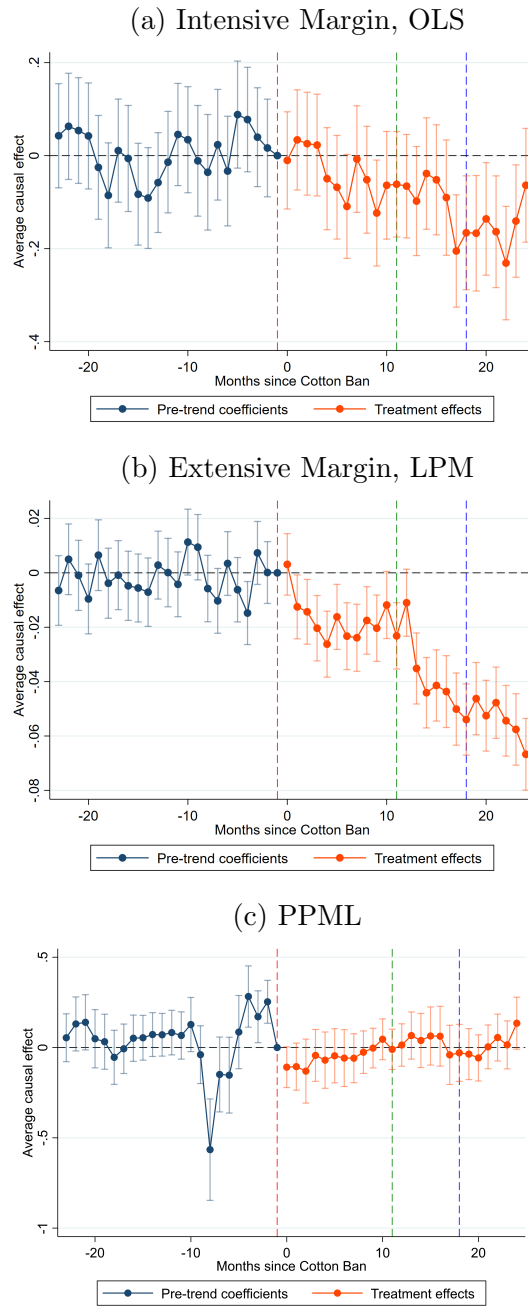 (a) Intensive Margin, OLS
Average causal effect
.2
0
-.2
-.4
-20 -10 0 10 20
Months since Cotton Ban
Pre-trend coefficients Treatment effects
(b) Extensive Margin, LPM
Average causal effect
.02
0
-.02
-.04
-.06
-.08
-20 -10 0 10 20
Months since Cotton Ban
Pre-trend coefficients Treatment effects
(c) PPML
Average causal effect
.5
0
-.5
-1
-20 -10 0 10 20
Months since Cotton Ban
Pre-trend coefficients Treatment effects